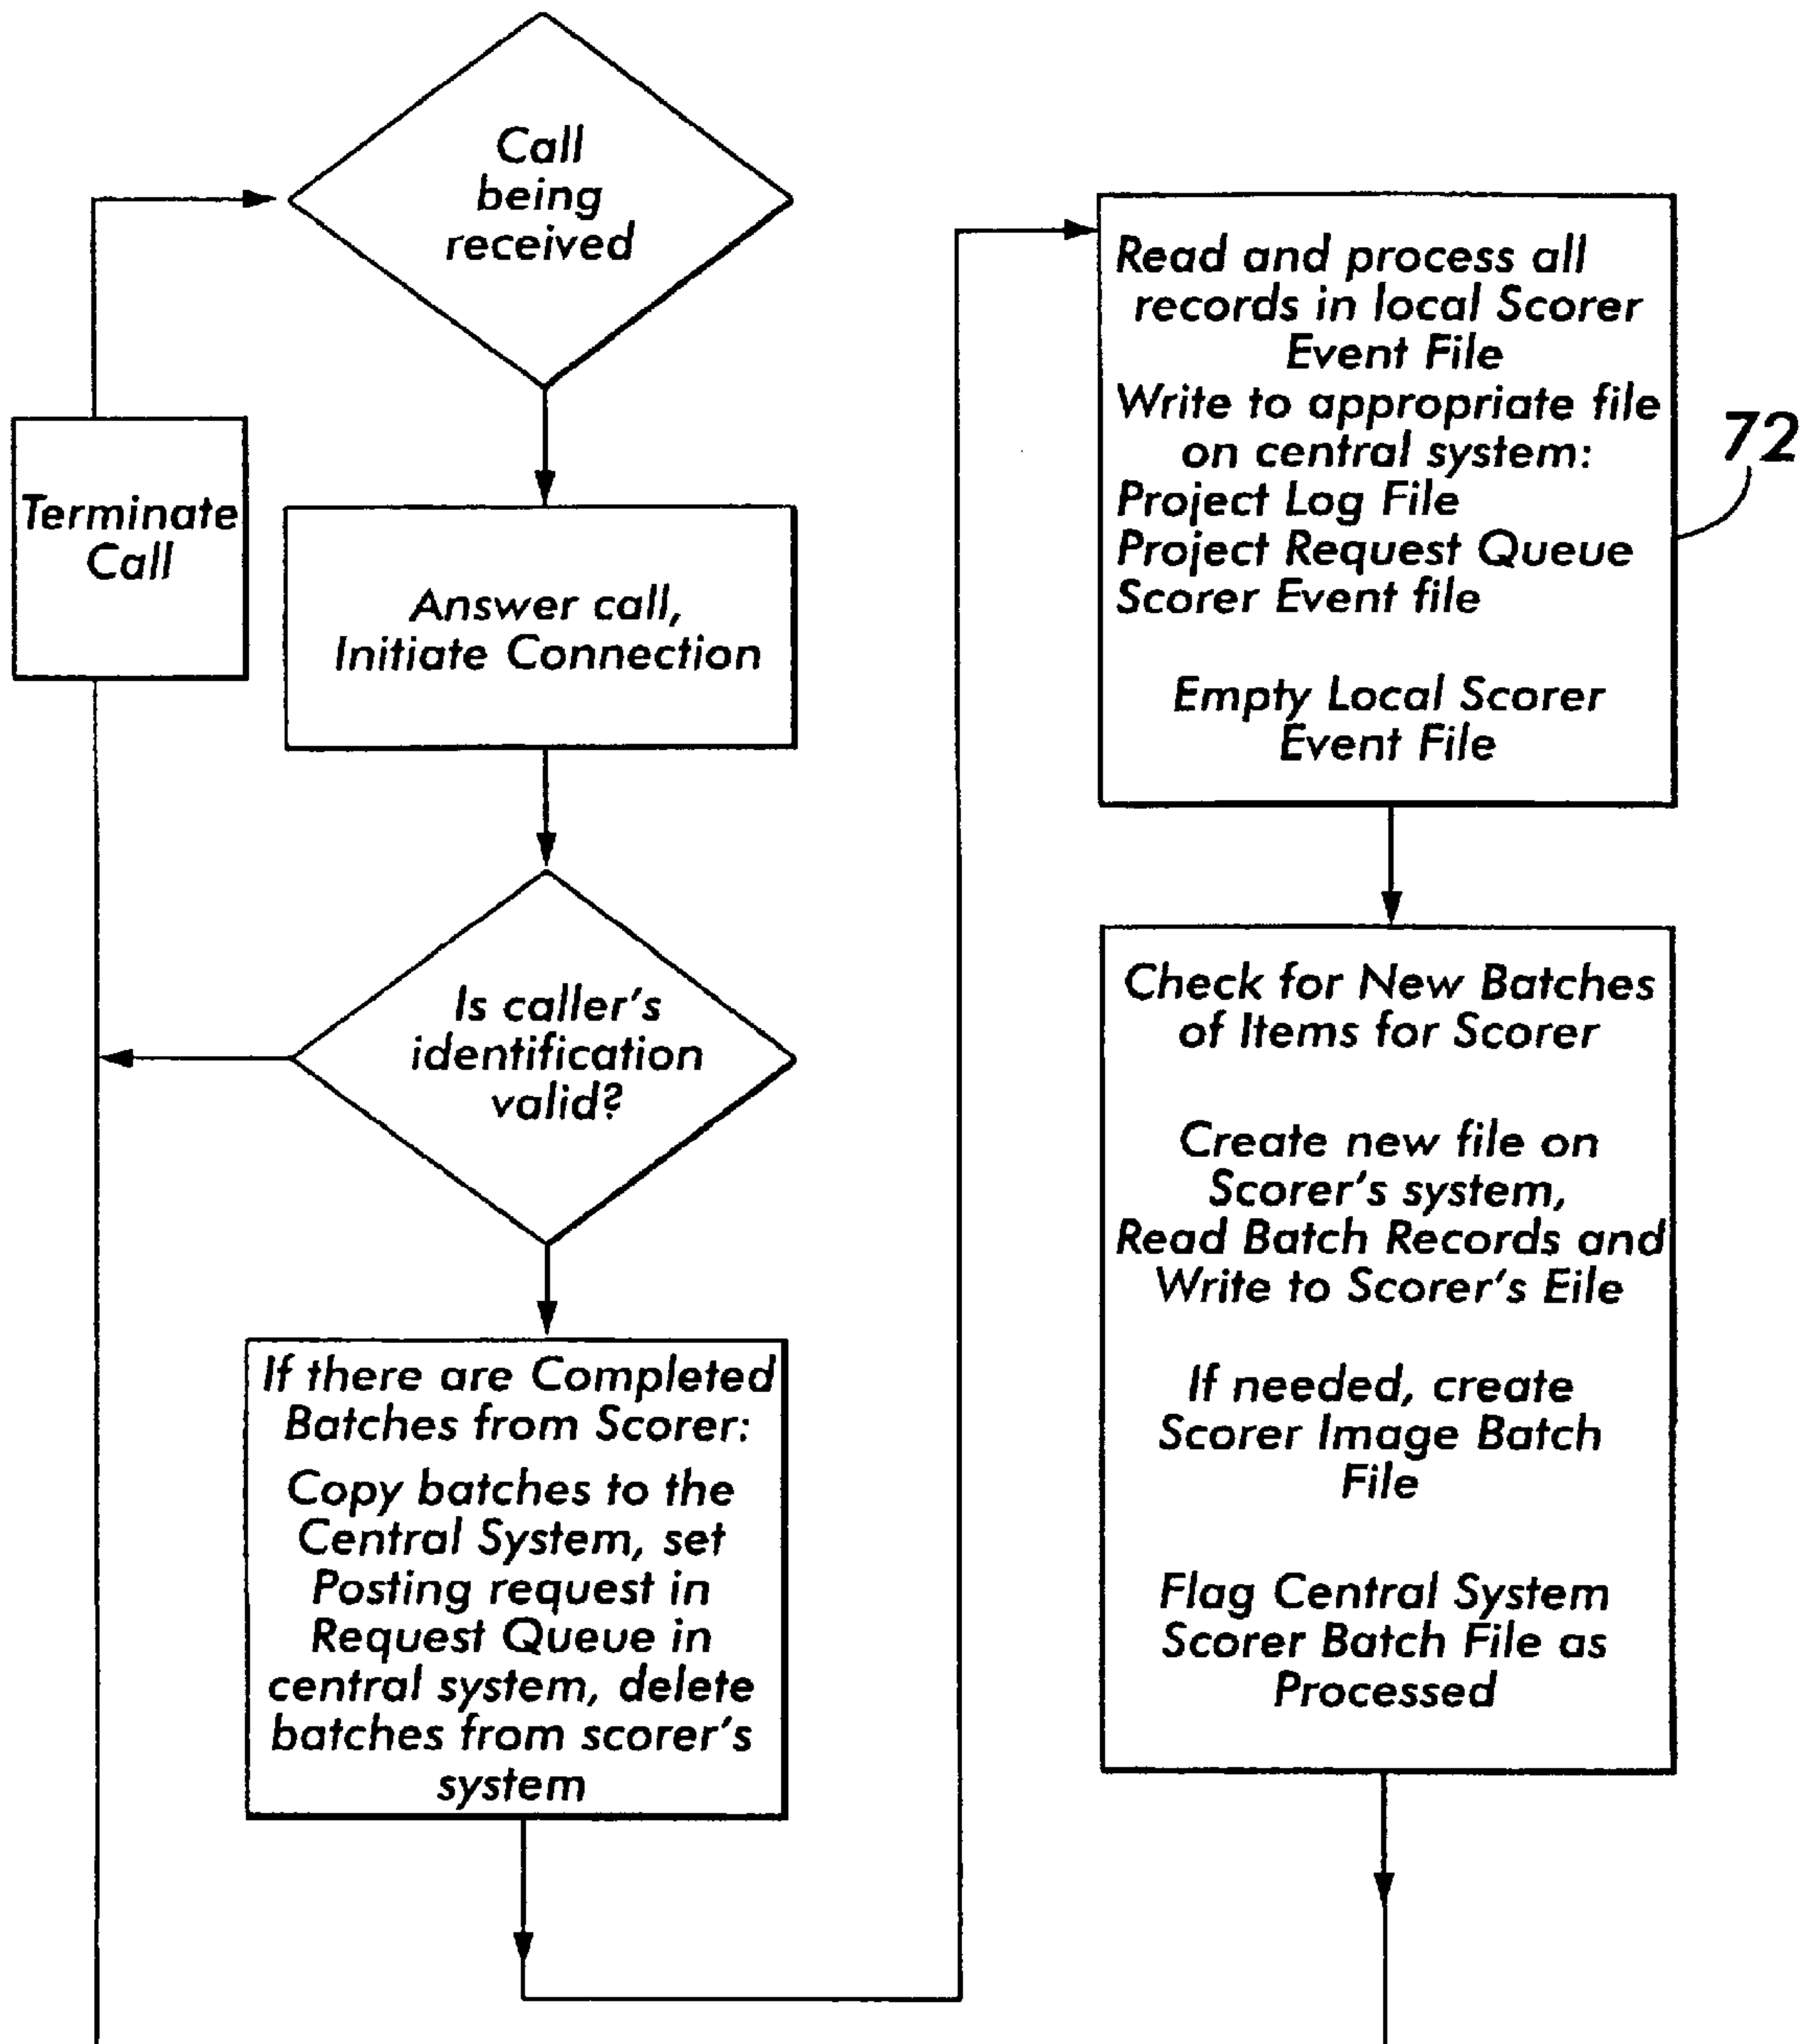 Call
being
received
Terminate
Call
Answer call,
Initiate Connection
Is caller's
identification
valid?
If there are Completed
Batches from Scorer:
Copy batches to the
Central System, set
Posting request in
Request Queue in
central system, delete
batches from scorer's
system
Read and process all
records in local Scorer
Event File
Write to appropriate file
on central system:
Project Log File
Project Request Queue
Scorer Event file
Empty Local Scorer
Event File
72
Check for New Batches
of Items for Scorer
Create new file on
Scorer's system,
Read Batch Records and
Write to Scorer's Eile
If needed, create
Scorer Image Batch
File
Flag Central System
Scorer Batch File as
Processed